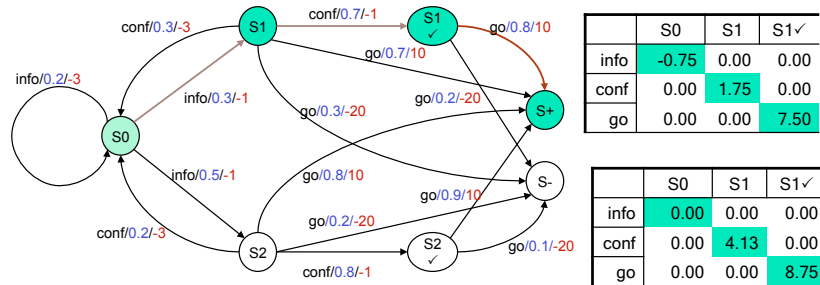 conf/0.3/-3
S1
conf/0.7/-1
S1
✓
go/0.8/10
go/0.7/10
info/0.2/-3
info/0.3/-1
go/0.3/-20
go/0.2/-20
S+
S0
info/0.5/-1
go/0.8/10
S-
go/0.9/10
conf/0.2/-3
go/0.2/-20
S2
S2
✓
go/0.1/-20
conf/0.8/-1
S0 S1 S1✓
info -0.75 0.00 0.00
conf 0.00 1.75 0.00
go 0.00 0.00 7.50
S0 S1 S1✓
info 0.00 0.00 0.00
conf 0.00 4.13 0.00
go 0.00 0.00 8.75